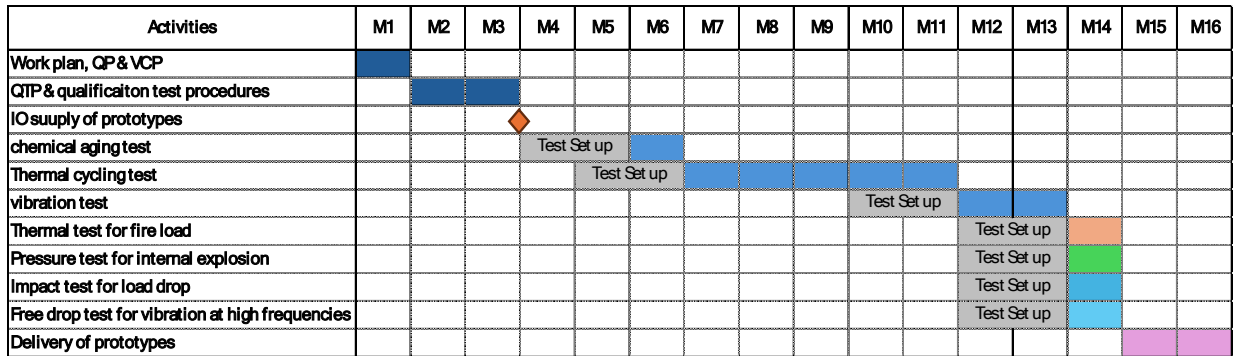 Activities M1 M2 M3 M4 M5 M6 M7 M8 M9 M10 M11 M12 M13 M14 M15 M16
Work plan, QP & VCP
QTP & qualificaiton test procedures
IO suuply of prototypes
chemical aging test Test Set up
Thermal cycling test Test Set up
vibration test Test Set up
Thermal test for fire load Test Set up
Pressure test for internal explosion Test Set up
Impact test for load drop Test Set up
Free drop test for vibration at high frequencies Test Set up
Delivery of prototypes